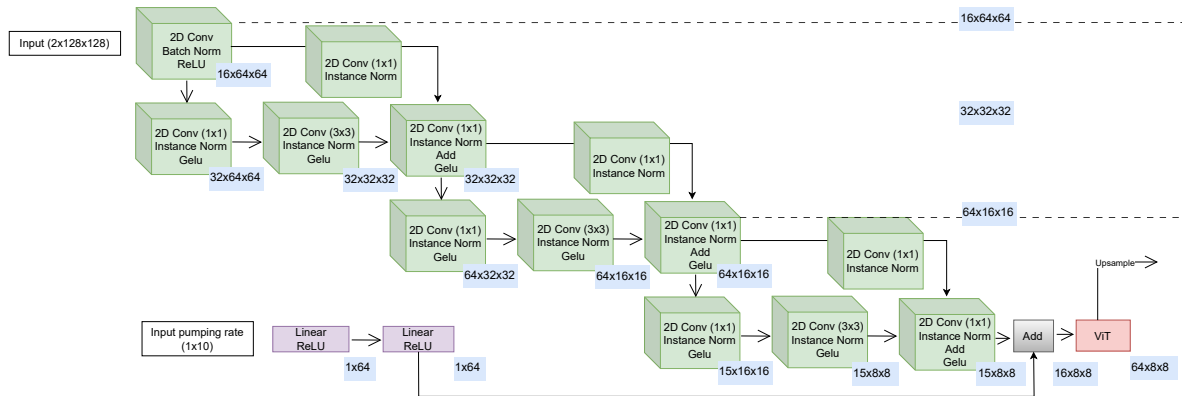 16x64x64
Input (2x128x128)
2D Conv
Batch Norm
ReLU
16x64x64
2D Conv (1x1)
Instance Norm
2D Conv (1x1)
Instance Norm
Gelu
32x64x64
2D Conv (3x3)
Instance Norm
Gelu
32x32x32
2D Conv (1x1)
Instance Norm
Add
Gelu
32x32x32
32x32x32
2D Conv (1x1)
Instance Norm
2D Conv (1x1)
Instance Norm
Gelu
64x32x32
2D Conv (3x3)
Instance Norm
Gelu
64x16x16
2D Conv (1x1)
Instance Norm
Add
Gelu
64x16x16
64x16x16
2D Conv (1x1)
Instance Norm
Upsample
Input pumping rate
(1x10)
Linear
ReLU
1x64
Linear
ReLU
1x64
2D Conv (1x1)
Instance Norm
Gelu
15x16x16
2D Conv (3x3)
Instance Norm
Gelu
15x8x8
2D Conv (1x1)
Instance Norm
Add
Gelu
15x8x8
Add
16x8x8
ViT
64x8x8